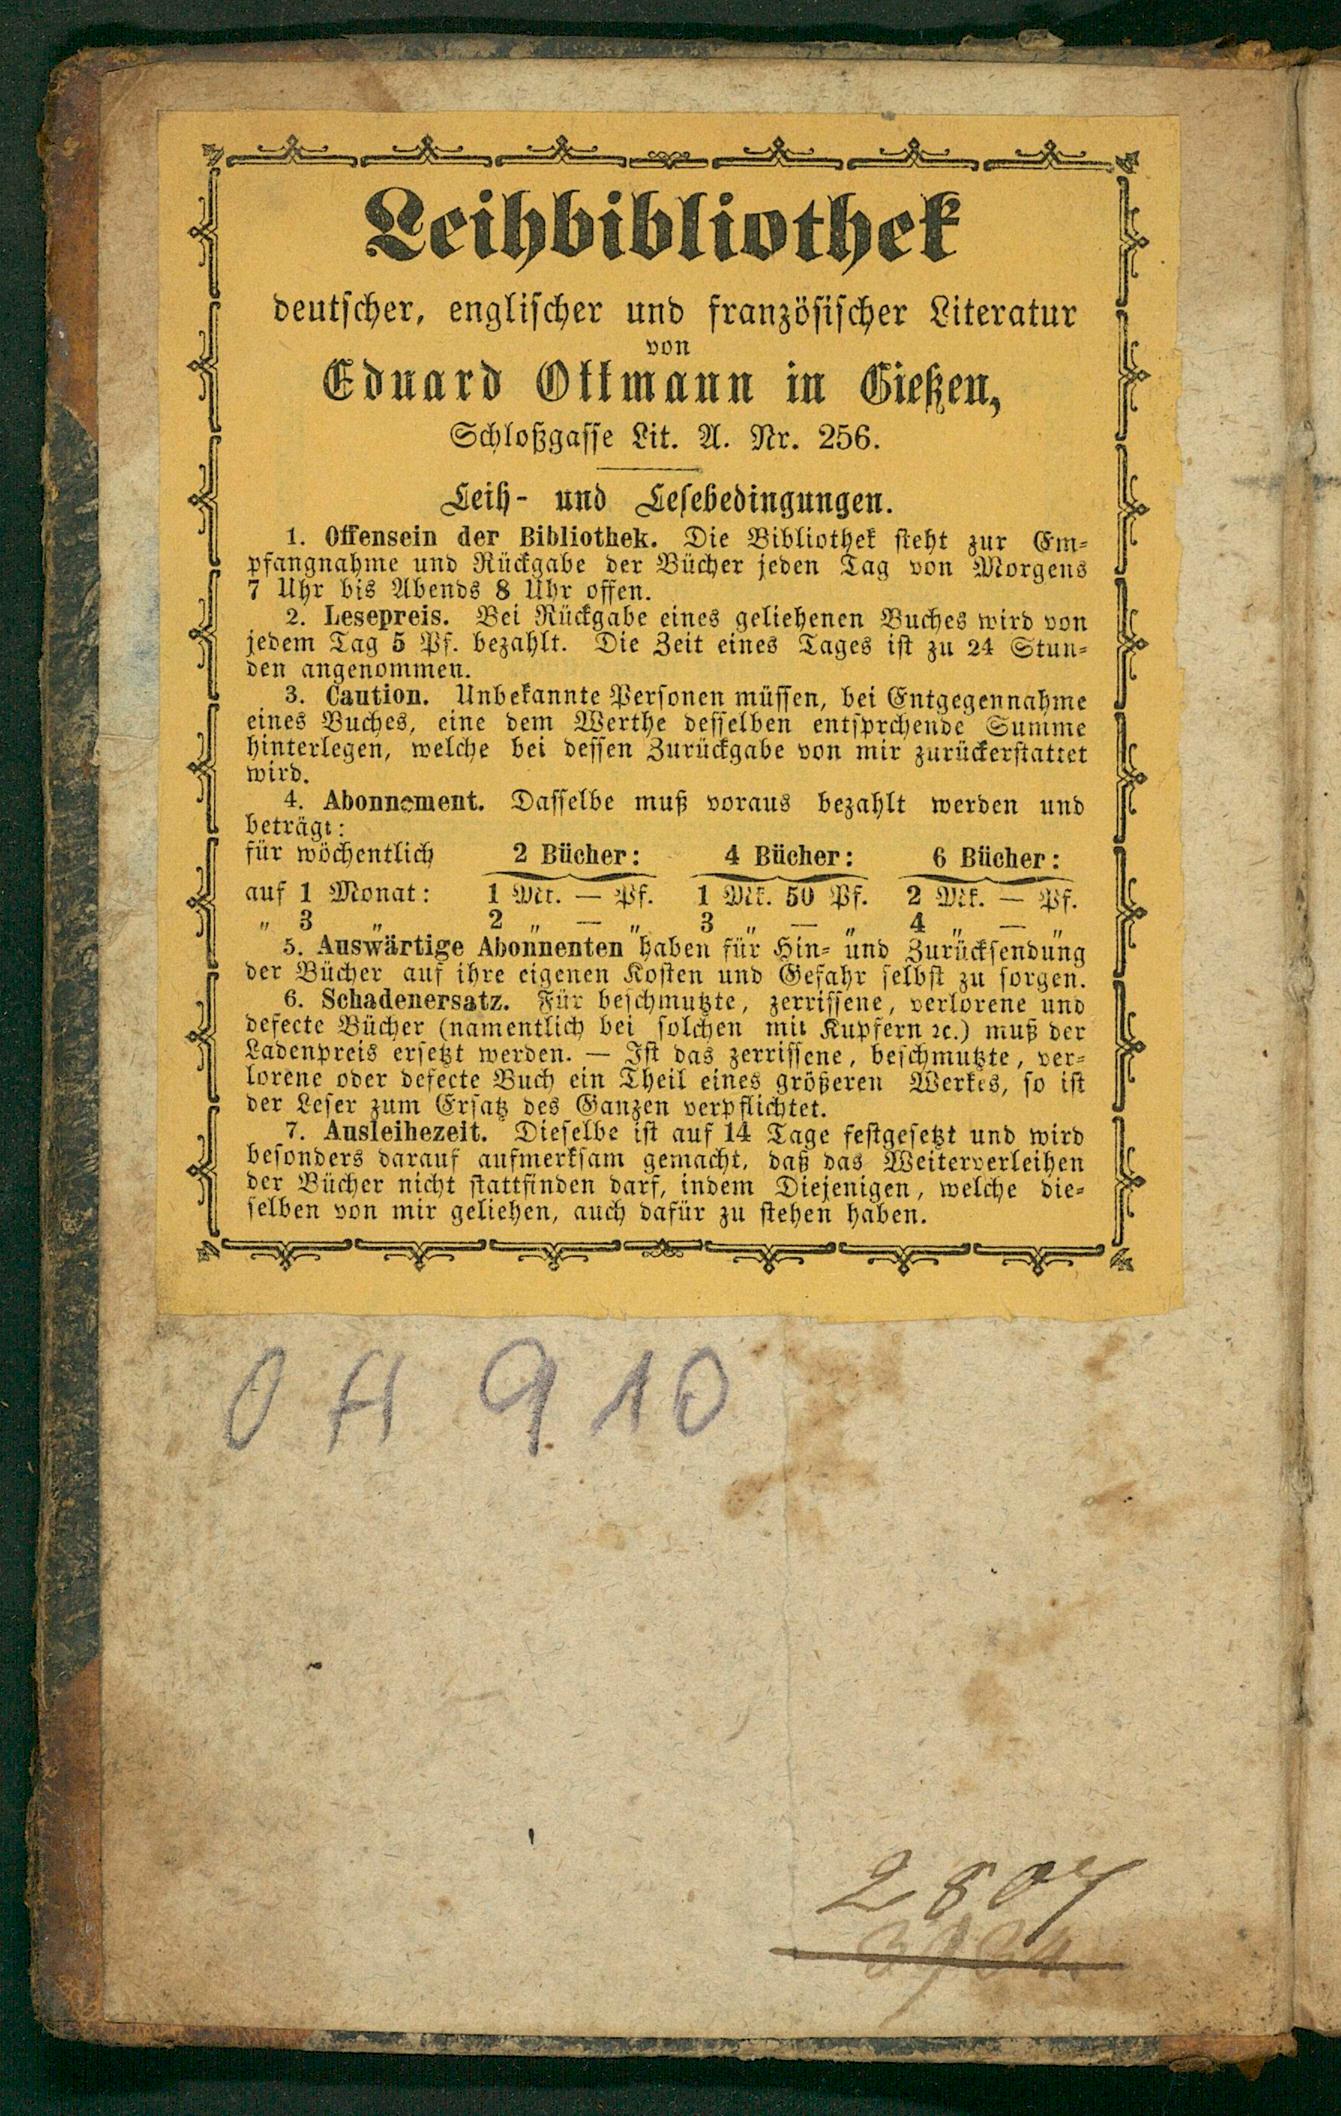 Leihbibliothek
deutscher, englischer und französischer Literatur
von
Eduard Ottmann in Gießen,
Schloßgasse Lit. A. Nr. 256.
Leih- und Lesebedingungen.
1. Offensein der Bibliothek. Die Bibliothek steht zur Em-
pfangnahme und Rückgabe der Bücher jeden Tag von Morgens
7 Uhr bis Abends 8 Uhr offen.
2. Lesepreis. Bei Rückgabe eines geliehenen Buches wird von
jedem Tag 5 Pf. bezahlt. Die Zeit eines Tages ist zu 24 Stun-
den angenommen.
3. Caution. Unbekannte Personen müssen, bei Entgegennahme
eines Buches, eine dem Werthe desselben entsprchende Summe
hinterlegen, welche bei dessen Zurückgabe von mir zurückerstattet
wird.
4. Abonnement. Dasselbe muß voraus bezahlt werden und
beträgt:
für wöchentlich 2 Bücher: 4 Bücher: 6 Bücher:
auf 1 Monat: 1 Mk. — Pf. 1 Mk. 50 Pf. 2 Mk. — Pf.
„ 3 „ 2 „ — „ 3 „ — „ 4 „ — „
5. Auswärtige Abonnenten haben für Hin- und Zurücksendung
der Bücher auf ihre eigenen Kosten und Gefahr selbst zu sorgen.
6. Schadenersatz. Für beschmutzte, zerrissene, verlorene und
defecte Bücher (namentlich bei solchen mit Kupfern ꝛc.) muß der
Ladenpreis ersetzt werden. — Ist das zerrissene, beschmutzte, ver-
lorene oder defecte Buch ein Theil eines größeren Werkes, so ist
der Leser zum Ersatz des Ganzen verpflichtet.
7. Ausleihezeit. Dieselbe ist auf 14 Tage festgesetzt und wird
besonders darauf aufmerksam gemacht, daß das Weiterverleihen
der Bücher nicht stattfinden darf, indem Diejenigen, welche die-
selben von mir geliehen, auch dafür zu stehen haben.
0 H 910
2807